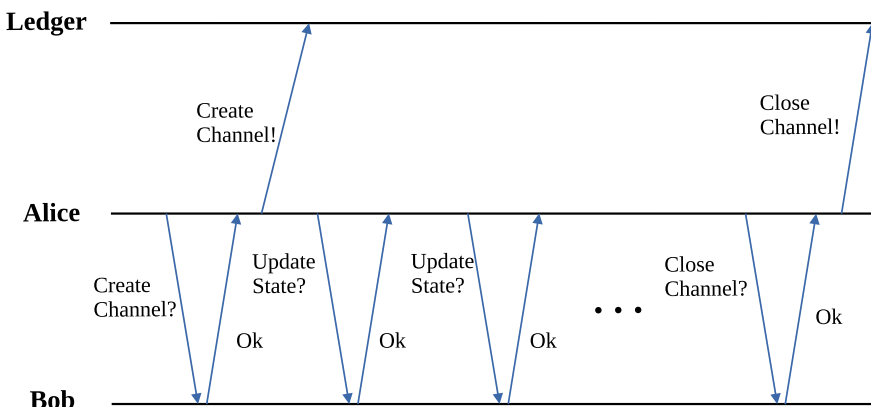 Ledger
Create
Channel!
Close
Channel!
Alice
Create
Channel?
Ok
Update
State?
Ok
Update
State?
Ok
...
Close
Channel?
Ok
Bob